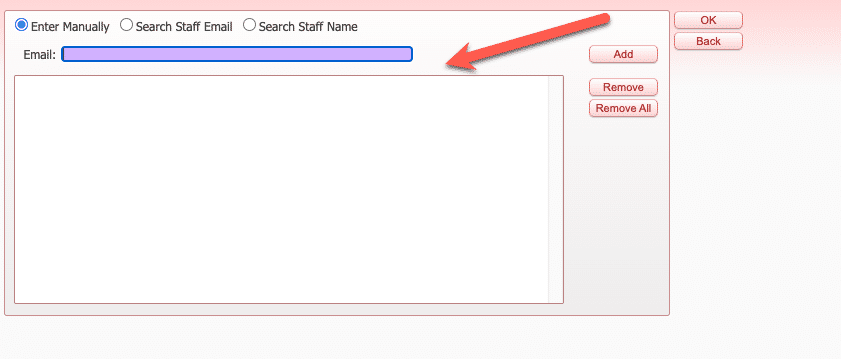 Enter Manually Search Staff Email Search Staff Name
OK
Back
Email:
Add
Remove
Remove All